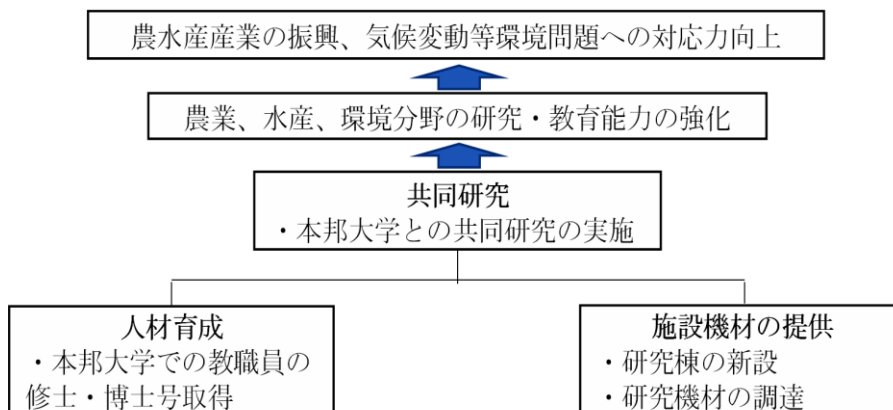 農水産産業の振興、気候変動等環境問題への対応力向上
農業、水産、環境分野の研究・教育能力の強化
共同研究
・本邦大学との共同研究の実施
人材育成
・本邦大学での教職員の
修士・博士号取得
施設機材の提供
・研究棟の新設
・研究機材の調達